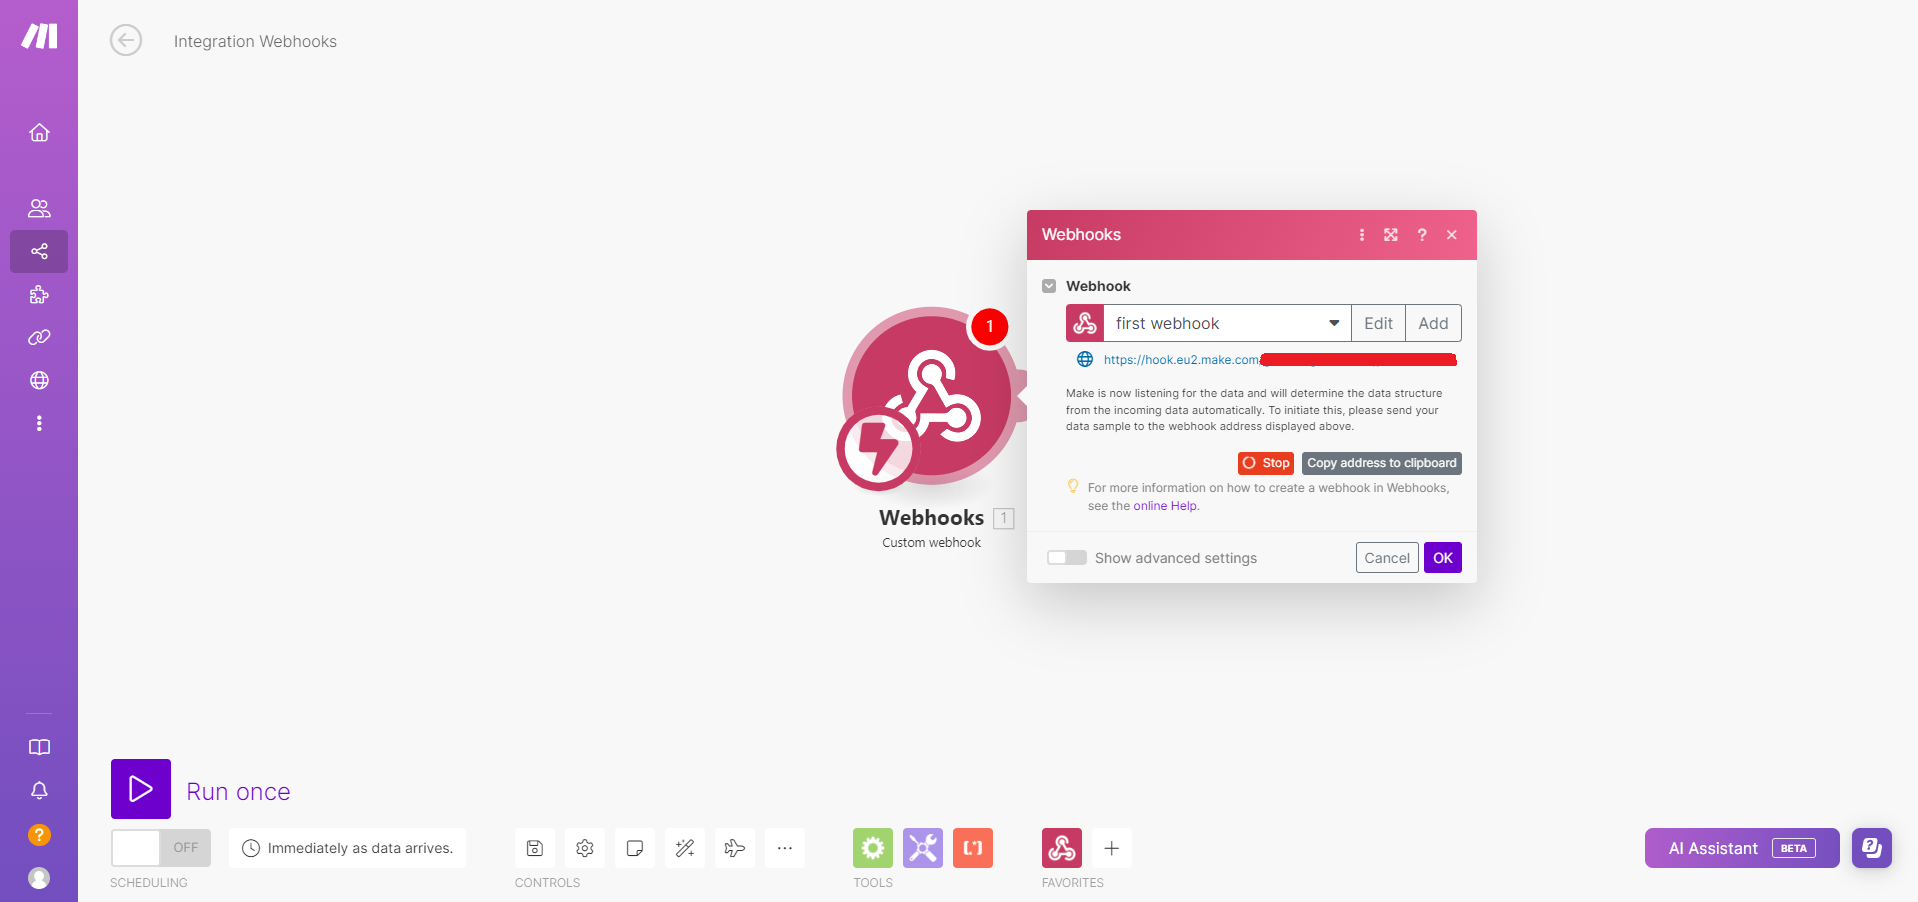 Integration Webhooks
Webhooks
?
Webhook
first webhook
Edit
Add
https://hook.eu2.make.com
Make is now listening for the data and will determine the data structure
from the incoming data automatically. To initiate this, please send your
data sample to the webhook address displayed above.
Stop
Copy address to clipboard
For more information on how to create a webhook in Webhooks,
see the online Help.
Show advanced settings
Cancel
OK
1
Webhooks 1
Custom webhook
Run once
OFF
Immediately as data arrives.
SCHEDULING
CONTROLS
[*]
TOOLS
FAVORITES
AI Assistant BETA
?
?